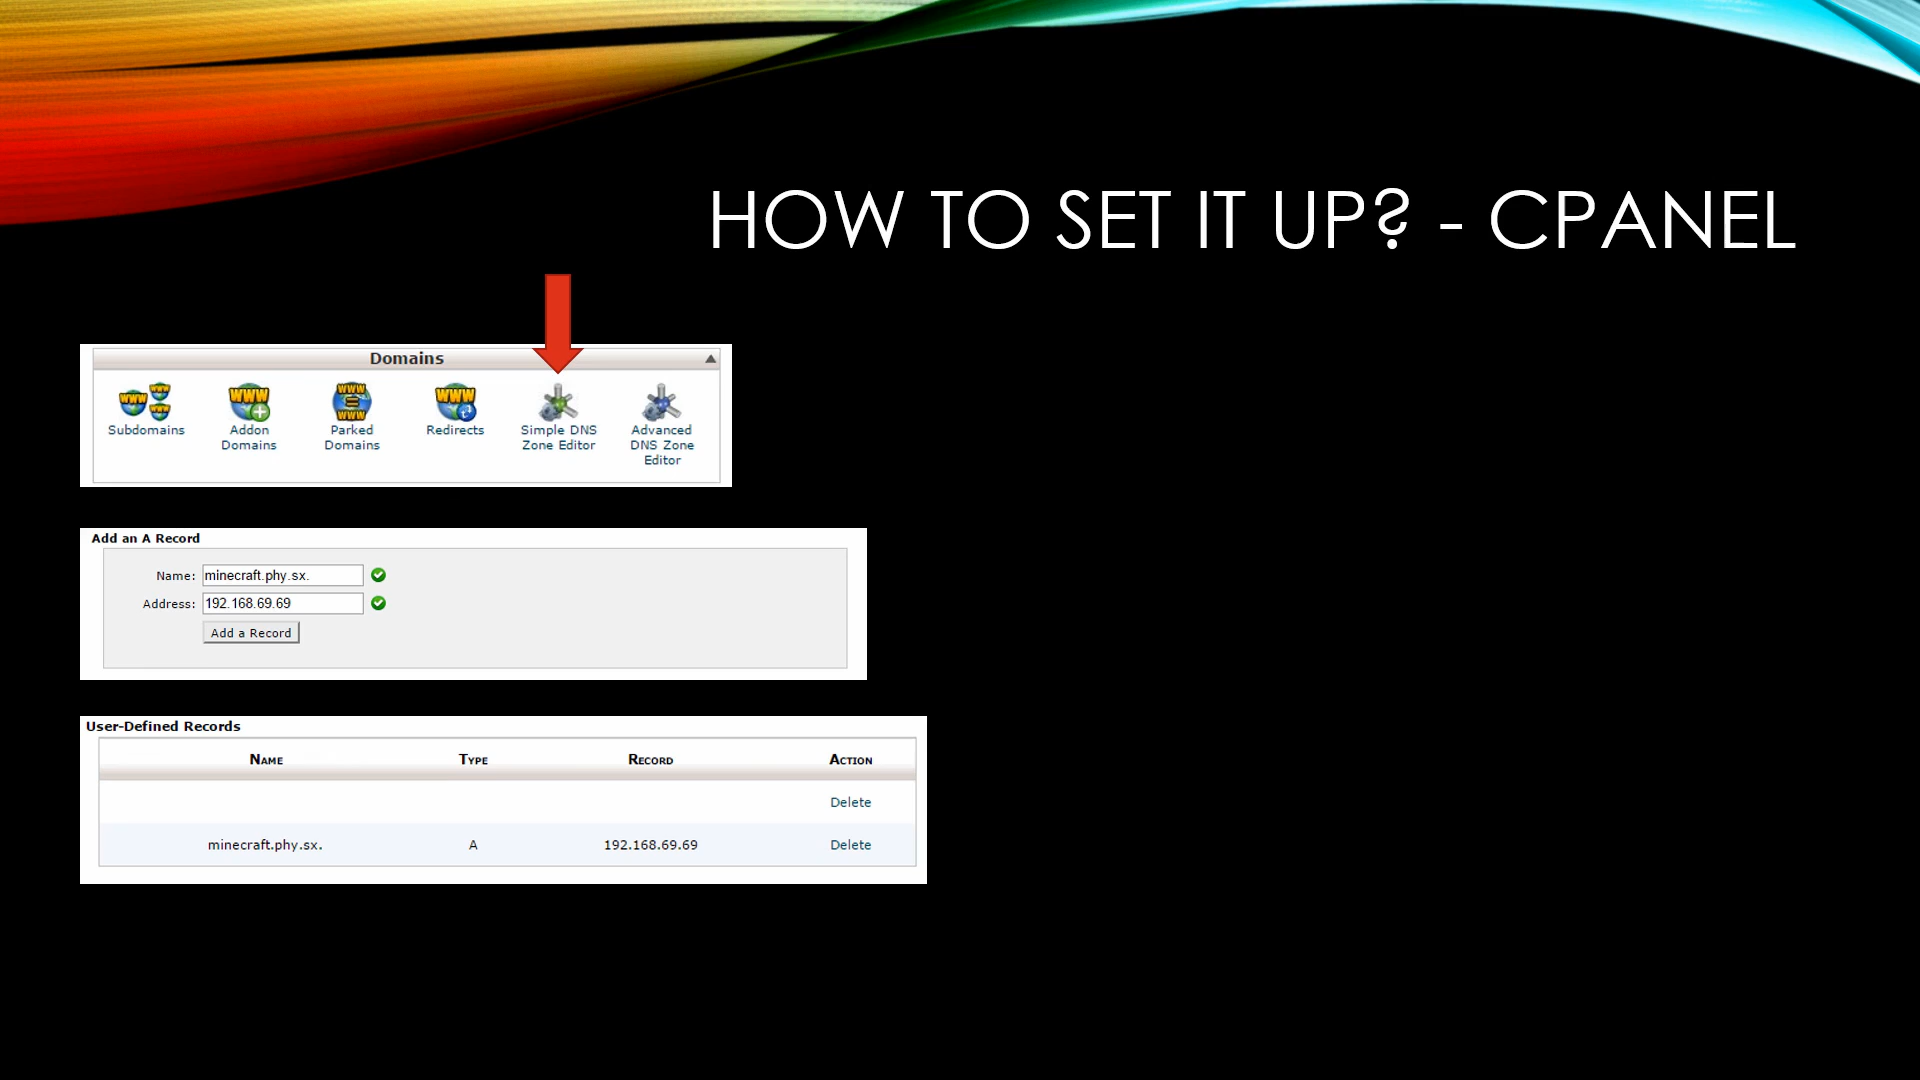 HOW TO SET IT UP? - CPANEL
Domains
Subdomains
Addon
Domains
Parked
Domains
Redirects
Simple DNS
Zone Editor
Advanced
DNS Zone
Editor
Add an A Record
Name: minecraft.phy.sx.
Address: 192.168.69.69
Add a Record
User-Defined Records
NAME TYPE RECORD ACTION
Delete
minecraft.phy.sx. A 192.168.69.69 Delete